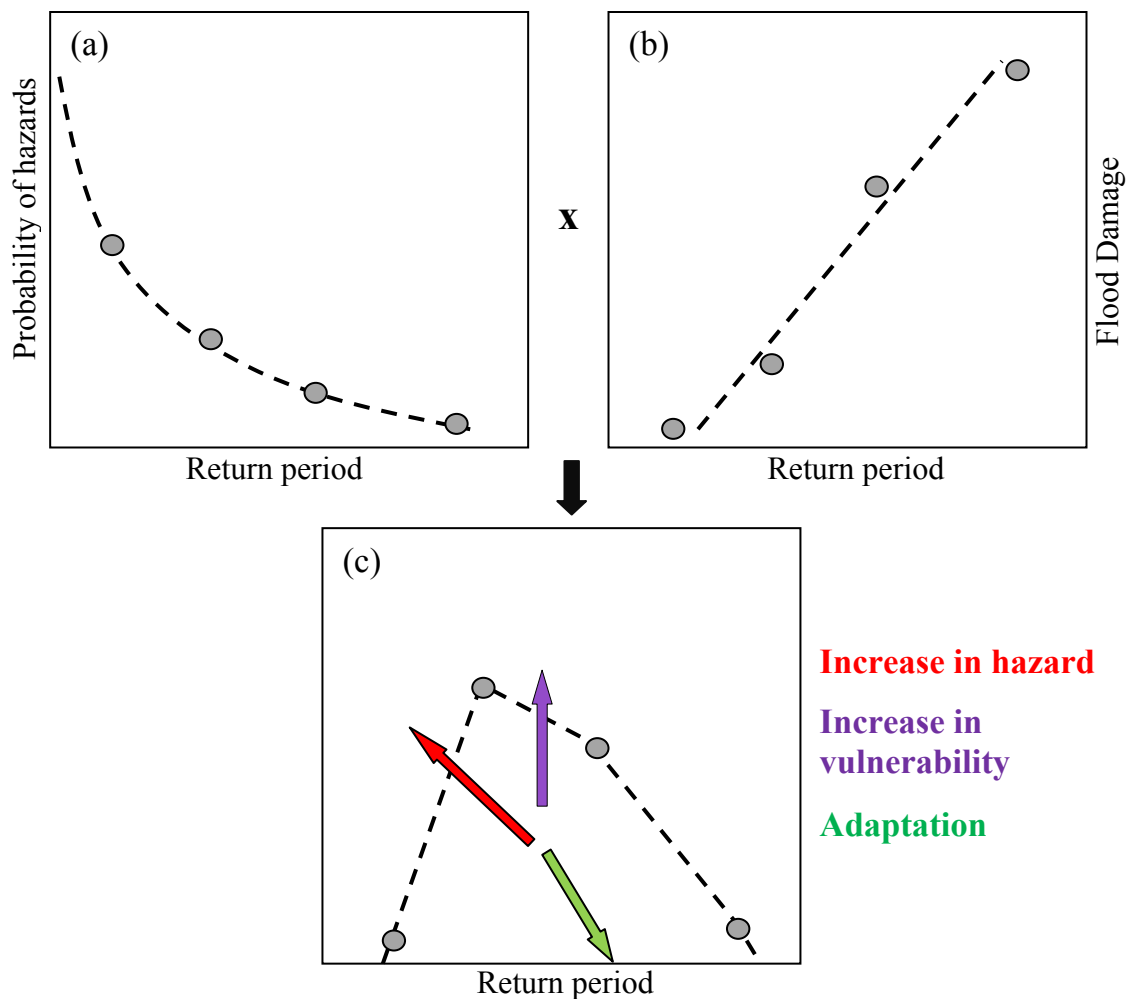 (a)
Probability of hazards
Return period
x
(b)
Flood Damage
Return period
(c)
Return period
Increase in hazard
Increase in
vulnerability
Adaptation